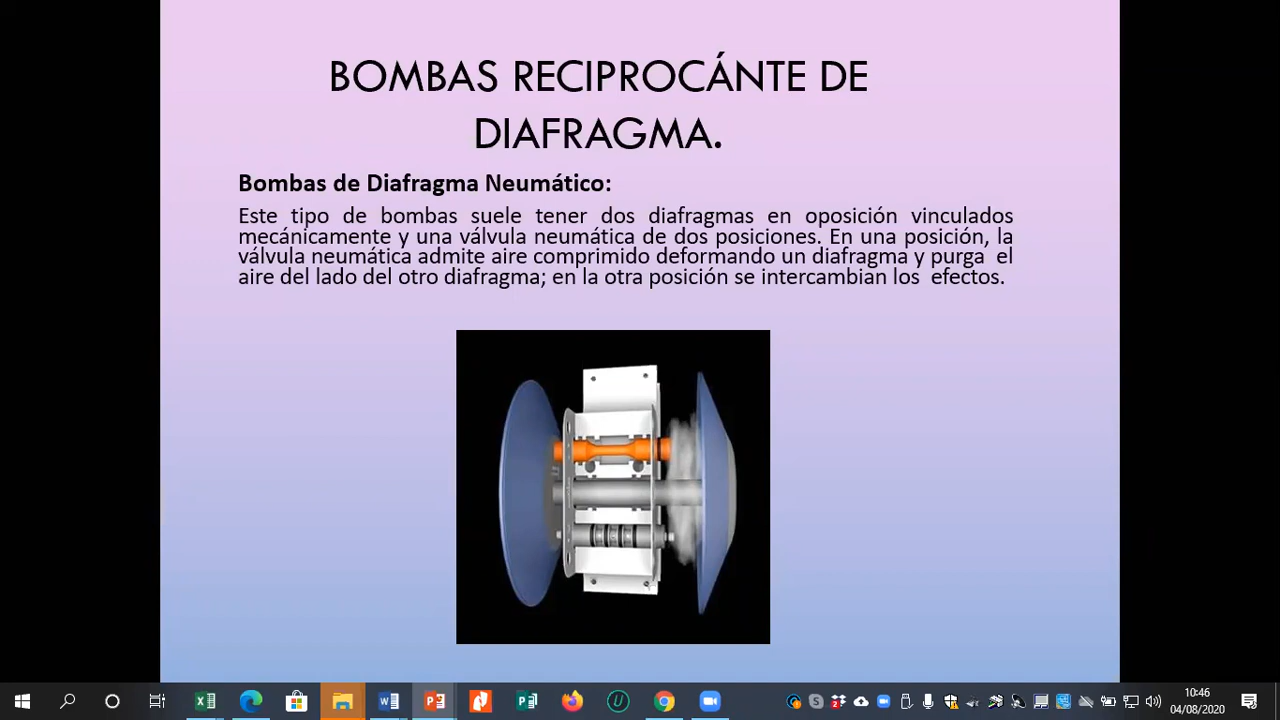 BOMBAS RECIPROCÁNTE DE
DIAFRAGMA.
Bombas de Diafragma Neumático:
Este tipo de bombas suele tener dos diafragmas en oposición vinculados
mecánicamente y una válvula neumática de dos posiciones. En una posición, la
válvula neumática admite aire comprimido deformando un diafragma y purga el
aire del lado del otro diafragma; en la otra posición se intercambian los efectos.
10:46
04/08/2020